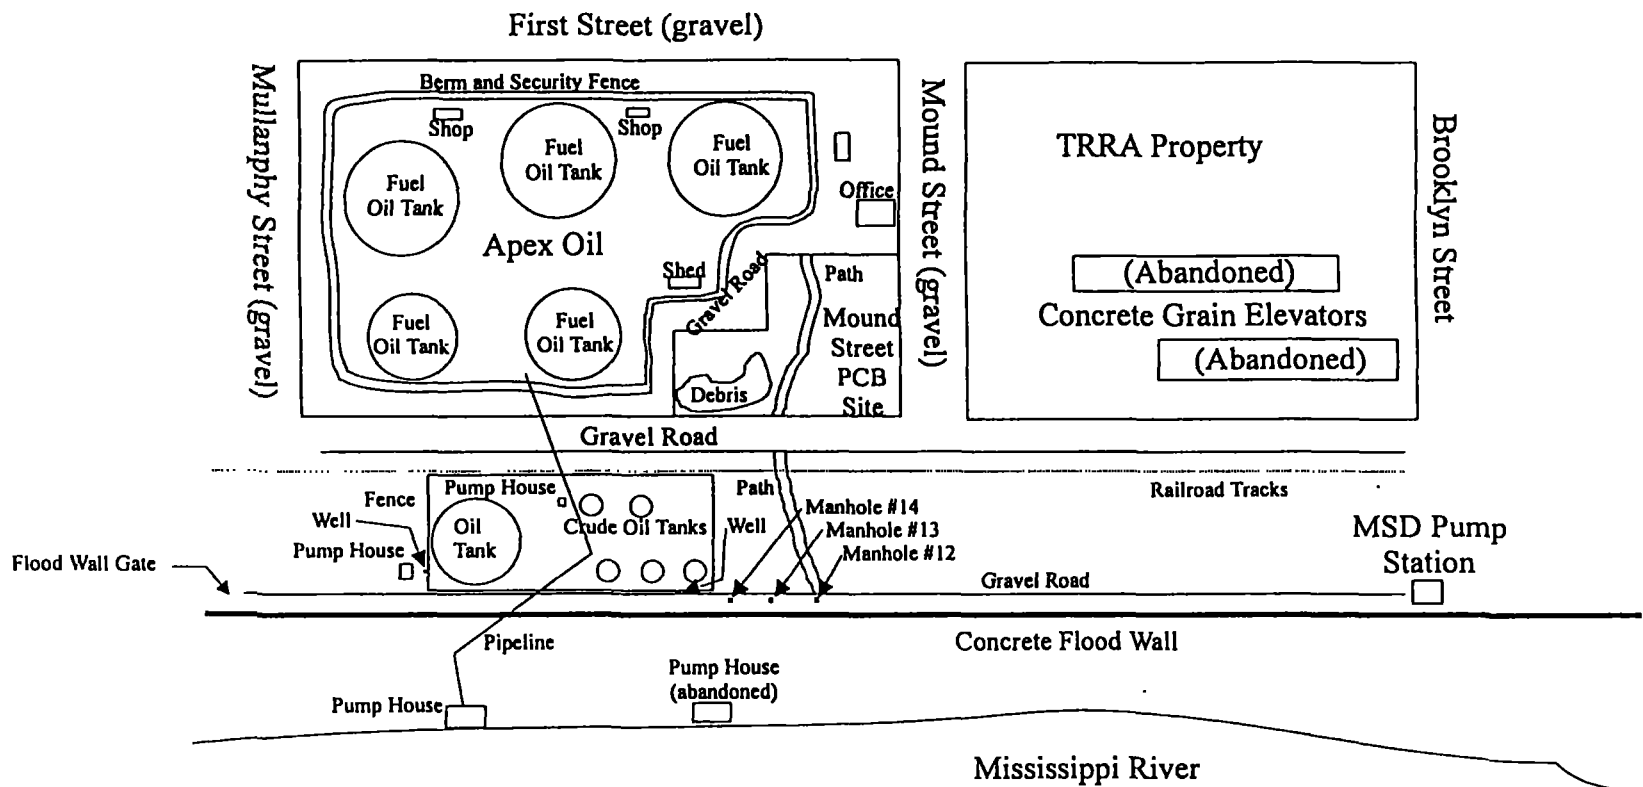 First Street (gravel)
Mullanphy Street (gravel)
Berm and Security Fence
Shop
Shop
Fuel
Oil Tank
Fuel
Oil Tank
Fuel
Oil Tank
Office
Apex Oil
Shed
Gravel Road
Path
Fuel
Oil Tank
Fuel
Oil Tank
Debris
Mound
Street
PCB
Site
Mound Street (gravel)
TRRA Property
(Abandoned)
Concrete Grain Elevators
(Abandoned)
Brooklyn Street
Gravel Road
Railroad Tracks
Fence
Pump House
Path
Manhole #14
Well
Oil
Tank
Crude Oil Tanks
Well
Manhole #13
Pump House
Manhole #12
MSD Pump
Station
Flood Wall Gate
Gravel Road
Pipeline
Concrete Flood Wall
Pump House
(abandoned)
Pump House
Mississippi River